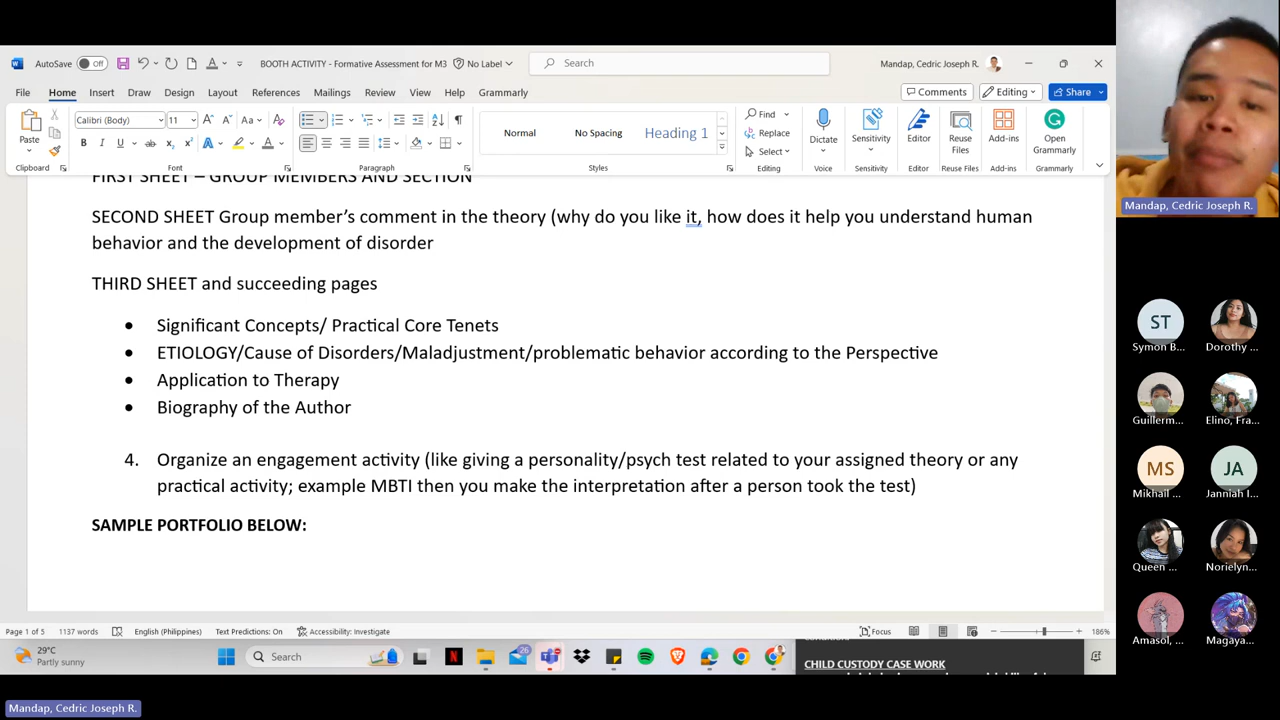 AutoSave Off BOOTH ACTIVITY - Formative Assessment for M3 No Label Search Mandap, Cedric Joseph R.
File Home Insert Draw Design Layout References Mailings Review View Help Grammarly Comments Editing Share
Calibri (Body) 11 Normal No Spacing Heading 1 Find
Replace
Select
Paste Dictate Sensitivity Editor Reuse Files Add-ins Open Grammarly
Clipboard Font Paragraph Styles Editing Voice Sensitivity Editor Reuse Files Add-ins Grammarly
FIRST SHEET – GROUP MEMBERS AND SECTION
SECOND SHEET Group member's comment in the theory (why do you like it, how does it help you understand human
behavior and the development of disorder
THIRD SHEET and succeeding pages
• Significant Concepts/ Practical Core Tenets
• ETIOLOGY/Cause of Disorders/Maladjustment/problematic behavior according to the Perspective
• Application to Therapy
• Biography of the Author
4. Organize an engagement activity (like giving a personality/psych test related to your assigned theory or any
practical activity; example MBTI then you make the interpretation after a person took the test)
SAMPLE PORTFOLIO BELOW:
Page 1 of 5 1137 words English (Philippines) Text Predictions: On Accessibility: Investigate Focus 186%
29°C
Partly sunny
Search
26
CHILD CUSTODY CASE WORK
Mandap, Cedric Joseph R.
ST
Symon B... Dorothy ...
Guillerm... Elino, Fra...
MS JA
Mikhail ... Janniah I...
Queen ... Norielyn...
Amasol, ... Magaya...
Mandap, Cedric Joseph R.